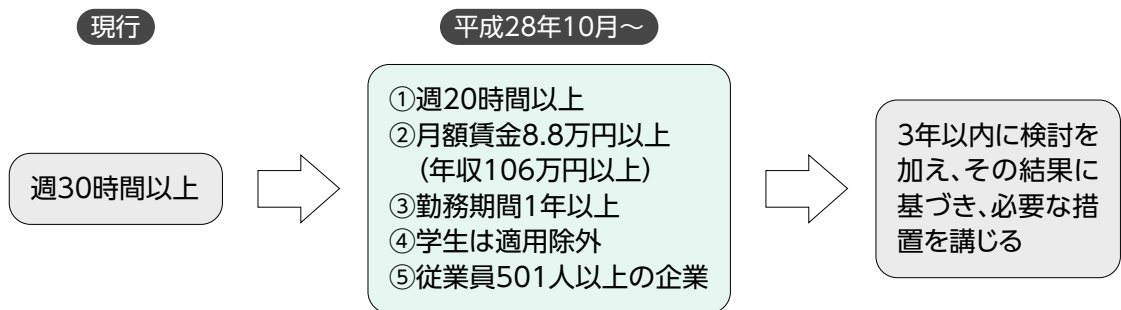 現行
平成28年10月～
週30時間以上
①週20時間以上
②月額賃金8.8万円以上
（年収106万円以上）
③勤務期間1年以上
④学生は適用除外
⑤従業員501人以上の企業
3年以内に検討を
加え、その結果に
基づき、必要な措
置を講じる